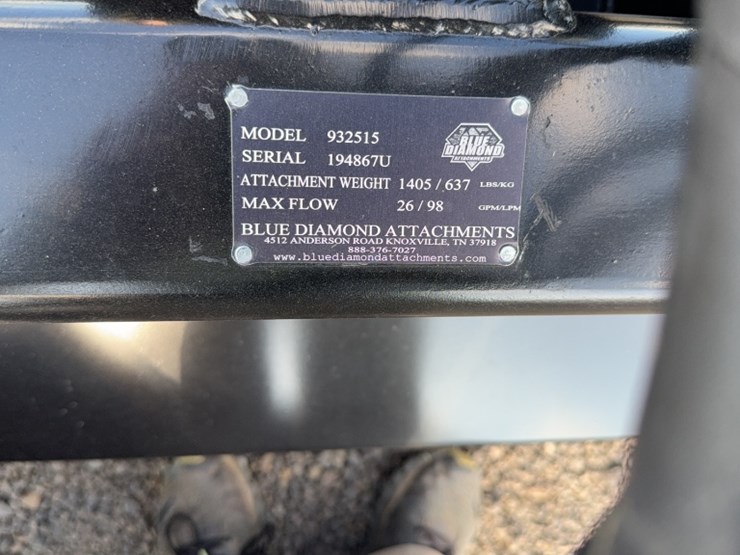 MODEL 932515
SERIAL 194867U
BLUE
DIAMOND
ATTACHMENTS
ATTACHMENT WEIGHT 1405 / 637 LBS/KG
MAX FLOW 26 / 98 GPM/LPM
BLUE DIAMOND ATTACHMENTS
4512 ANDERSON ROAD KNOXVILLE, TN 37918
888-376-7027
www.bluediamondattachments.com